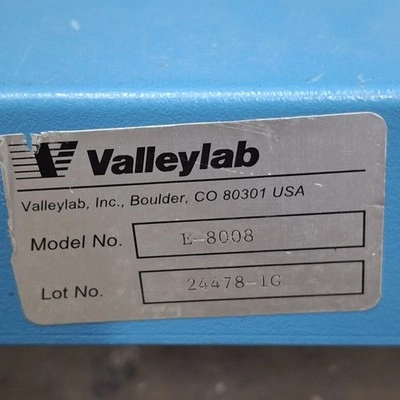 Valleylab
Valleylab, Inc., Boulder, CO 80301 USA
Model No. E-8008
Lot No. 24478-1G